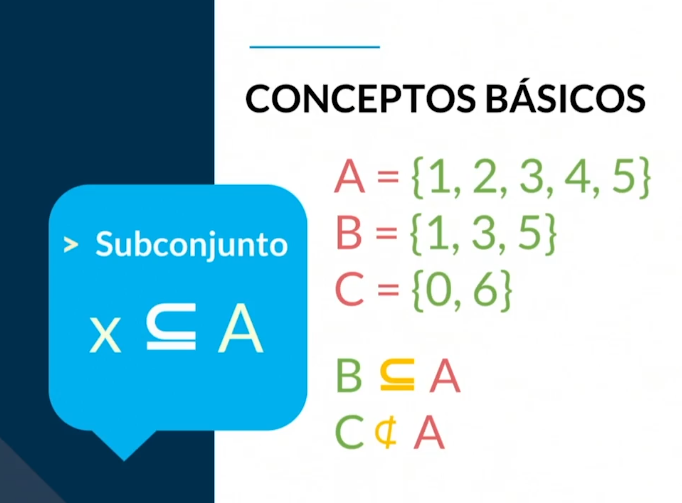 CONCEPTOS BÁSICOS
> Subconjunto
x ⊆ A
A = {1, 2, 3, 4, 5}
B = {1, 3, 5}
C = {0, 6}
B ⊆ A
C ⊄ A